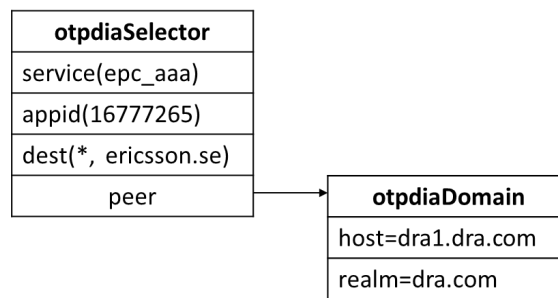 otpdiaSelector
service(epc_aaa)
appid(16777265)
dest(*, ericsson.se)
peer
otpdiaDomain
host=dra1.dra.com
realm=dra.com